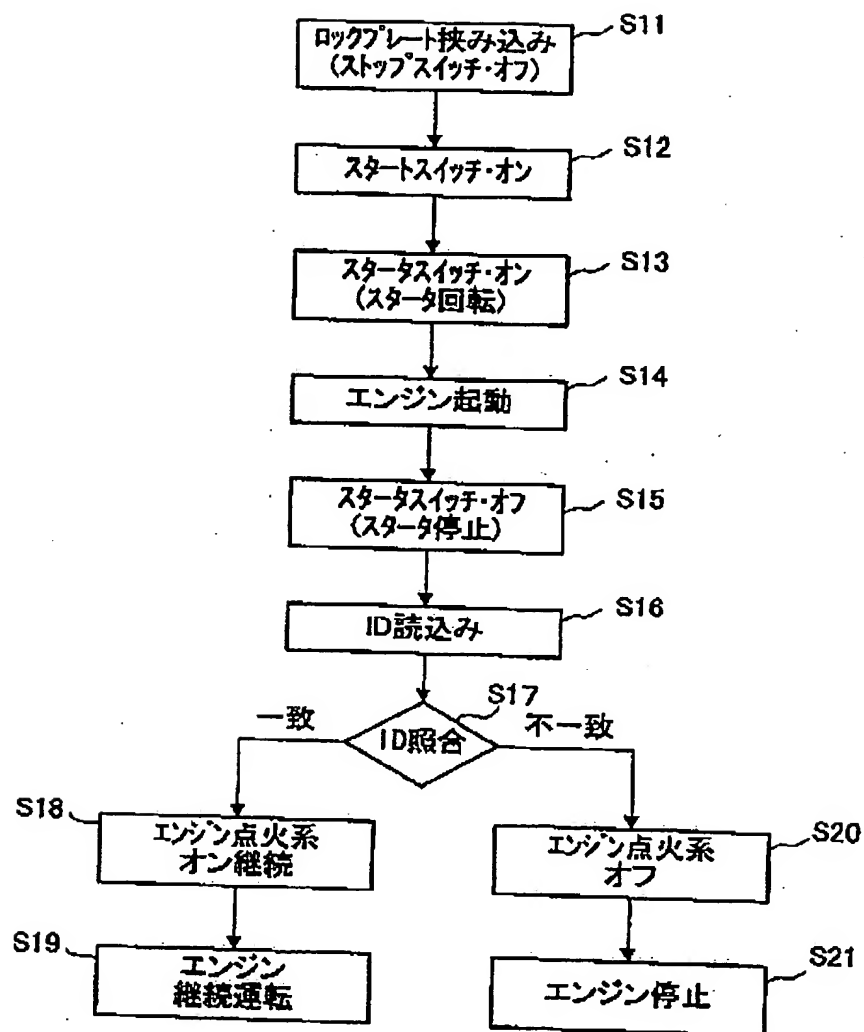 ロックプレート挟み込み
(ストップスイッチ・オフ)
S11
スタートスイッチ・オン
S12
スタータスイッチ・オン
(スタータ回転)
S13
エンジン起動
S14
スタータスイッチ・オフ
(スタータ停止)
S15
ID読込み
S16
S17
一致
ID照合
不一致
S18
エンジン点火系
オン継続
エンジン点火系
オフ
S20
S19
エンジン
継続運転
エンジン停止
S21